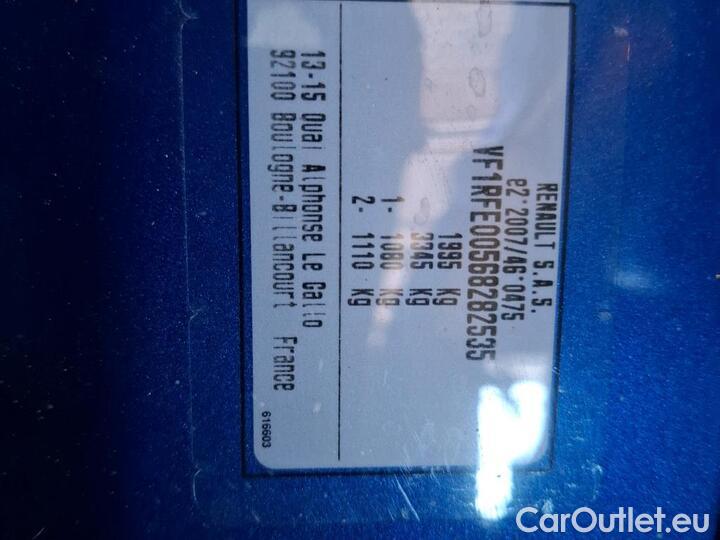 RENAULT S.A.S.
e2*2007/46*0475
VF1RFE00568282535
1995 Kg
3345 Kg
1- 1080 Kg
2- 1110 Kg
13-15 Quai Alphonse Le Gallo
92100 Boulogne-Billancourt France
616603
CarOutlet.eu